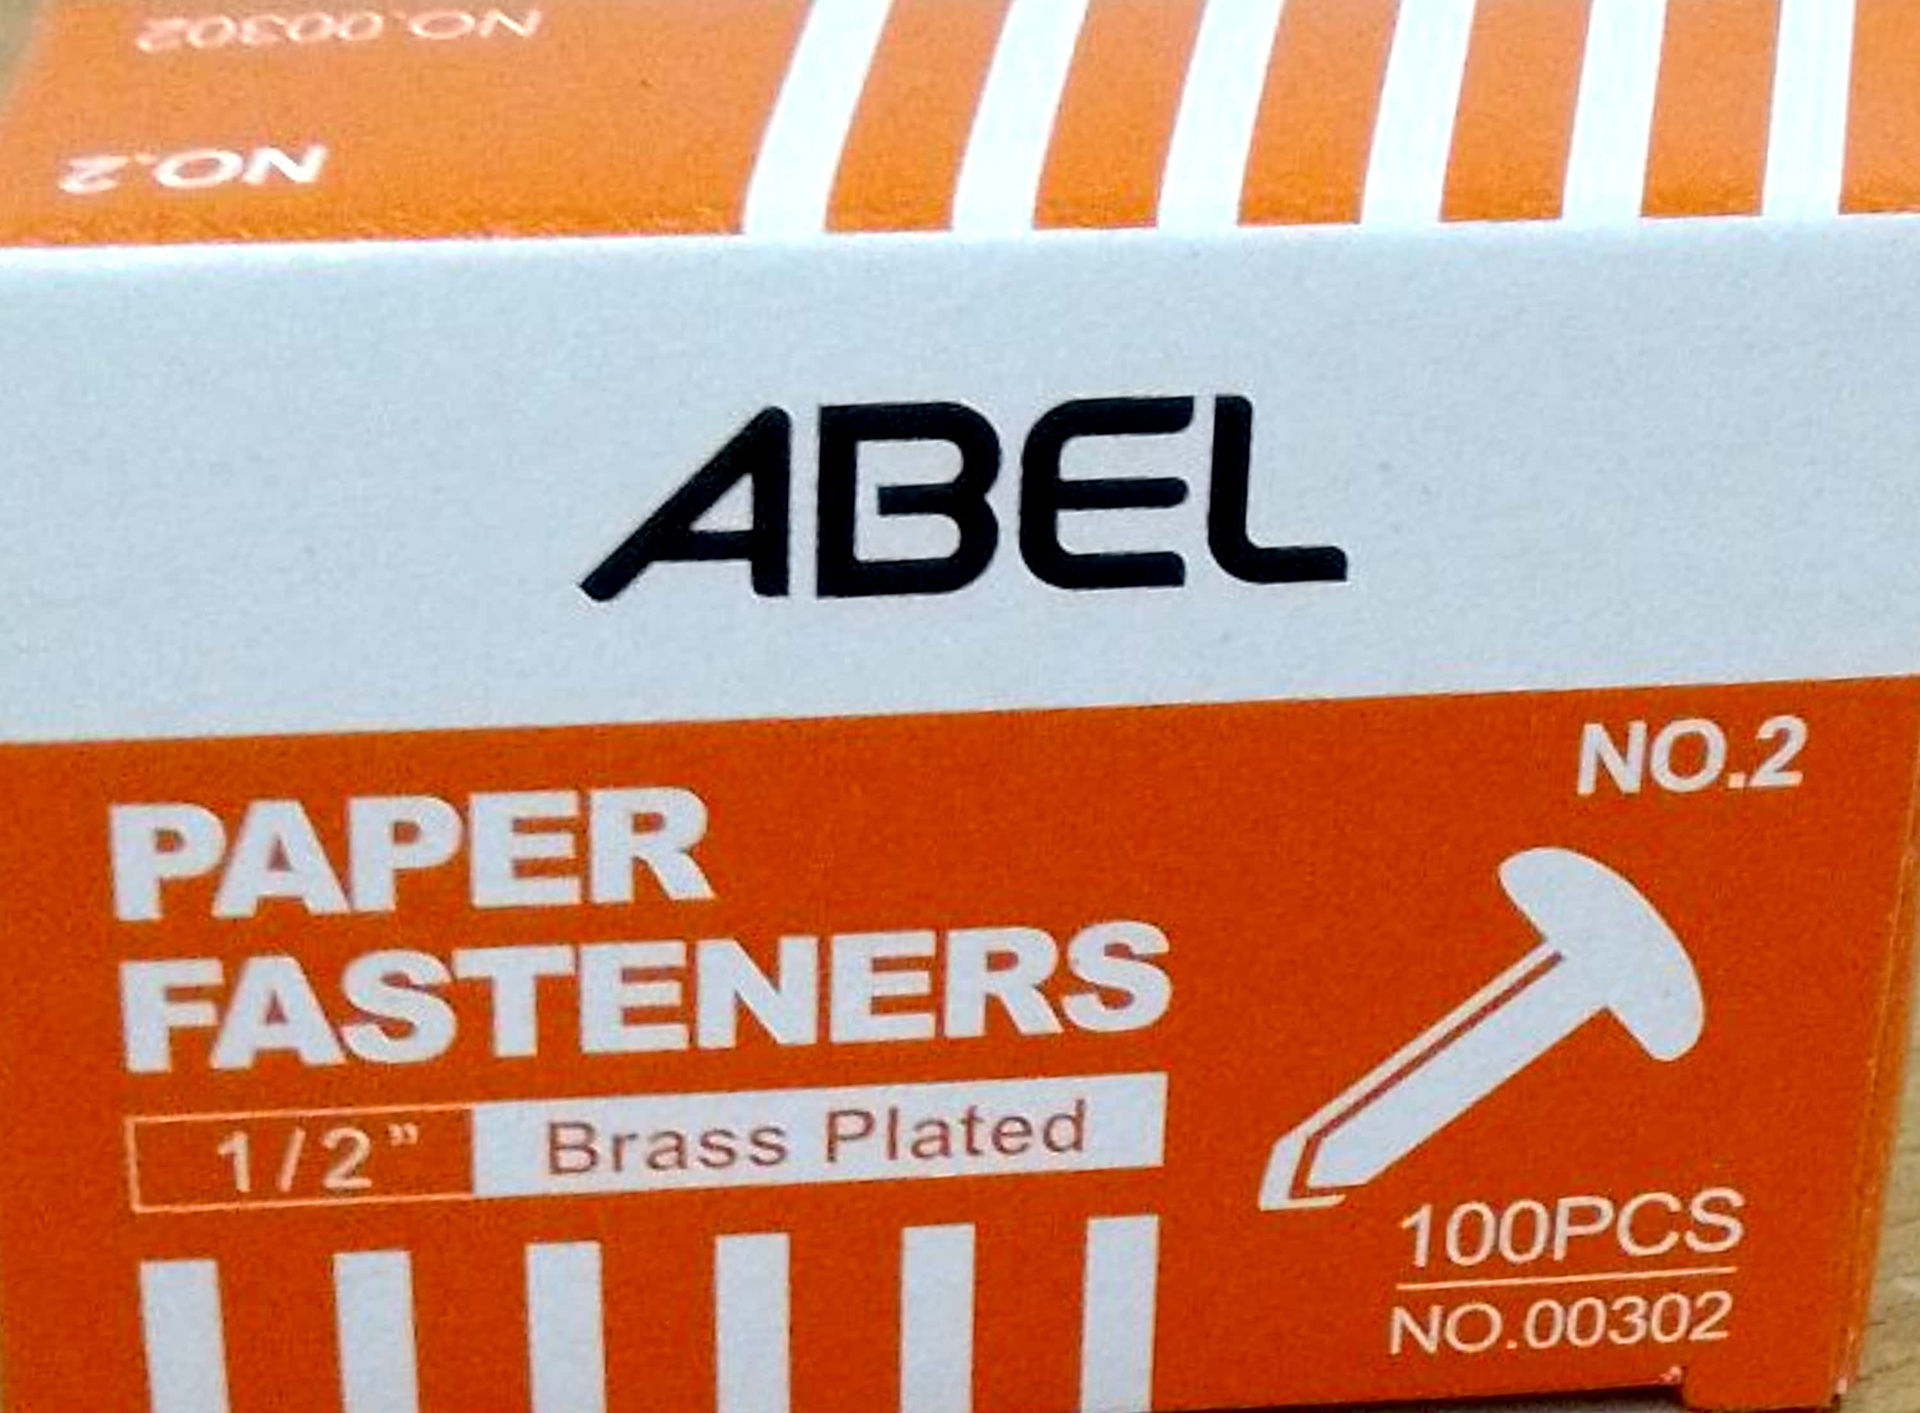 NO.00302
NO.2
ABEL
NO.2
PAPER
FASTENERS
1/2” Brass Plated
100PCS
NO.00302